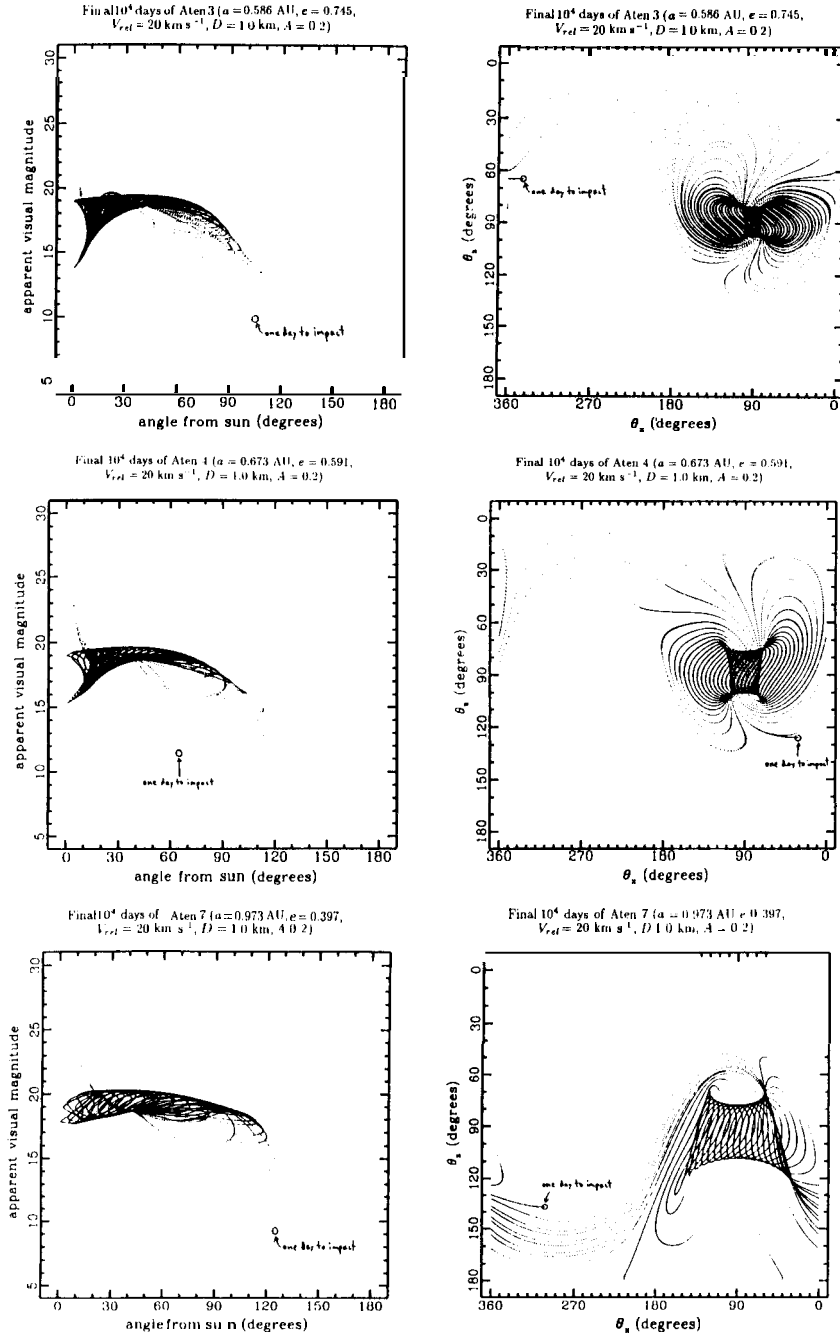 Final 10⁴ days of Aten 3 (a = 0.586 AU, e = 0.745,
V_rel = 20 km s⁻¹, D = 1.0 km, A = 0.2)
apparent visual magnitude
30
25
20
15
10
5
one day to impact
0 30 60 90 120 150 180
angle from sun (degrees)
Final 10⁴ days of Aten 3 (a = 0.586 AU, e = 0.745,
V_rel = 20 km s⁻¹, D = 1.0 km, A = 0.2)
θ_z (degrees)
0
30
60
90
120
150
180
one day to impact
360 270 180 90 0
θ_x (degrees)
Final 10⁴ days of Aten 4 (a = 0.673 AU, e = 0.591,
V_rel = 20 km s⁻¹, D = 1.0 km, A = 0.2)
apparent visual magnitude
30
25
20
15
10
5
one day to impact
0 30 60 90 120 150 180
angle from sun (degrees)
Final 10⁴ days of Aten 4 (a = 0.673 AU, e = 0.591,
V_rel = 20 km s⁻¹, D = 1.0 km, A = 0.2)
θ_z (degrees)
0
30
60
90
120
150
180
one day to impact
360 270 180 90 0
θ_x (degrees)
Final 10⁴ days of Aten 7 (a = 0.973 AU, e = 0.397,
V_rel = 20 km s⁻¹, D = 1.0 km, A 0.2)
apparent visual magnitude
30
25
20
15
10
5
one day to impact
0 30 60 90 120 150 180
angle from sun (degrees)
Final 10⁴ days of Aten 7 (a = 0.973 AU e 0.397,
V_rel = 20 km s⁻¹, D 1.0 km, A = 0.2)
θ_z (degrees)
0
30
60
90
120
150
180
one day to impact
360 270 180 90 0
θ_x (degrees)